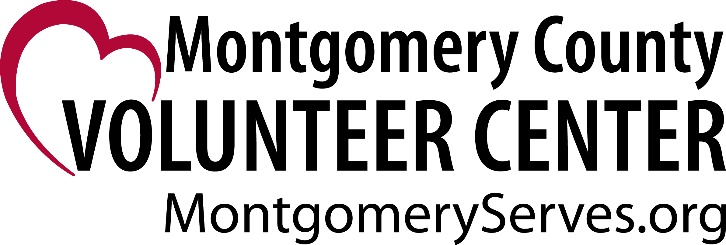 Montgomery County
VOLUNTEER CENTER
MontgomeryServes.org